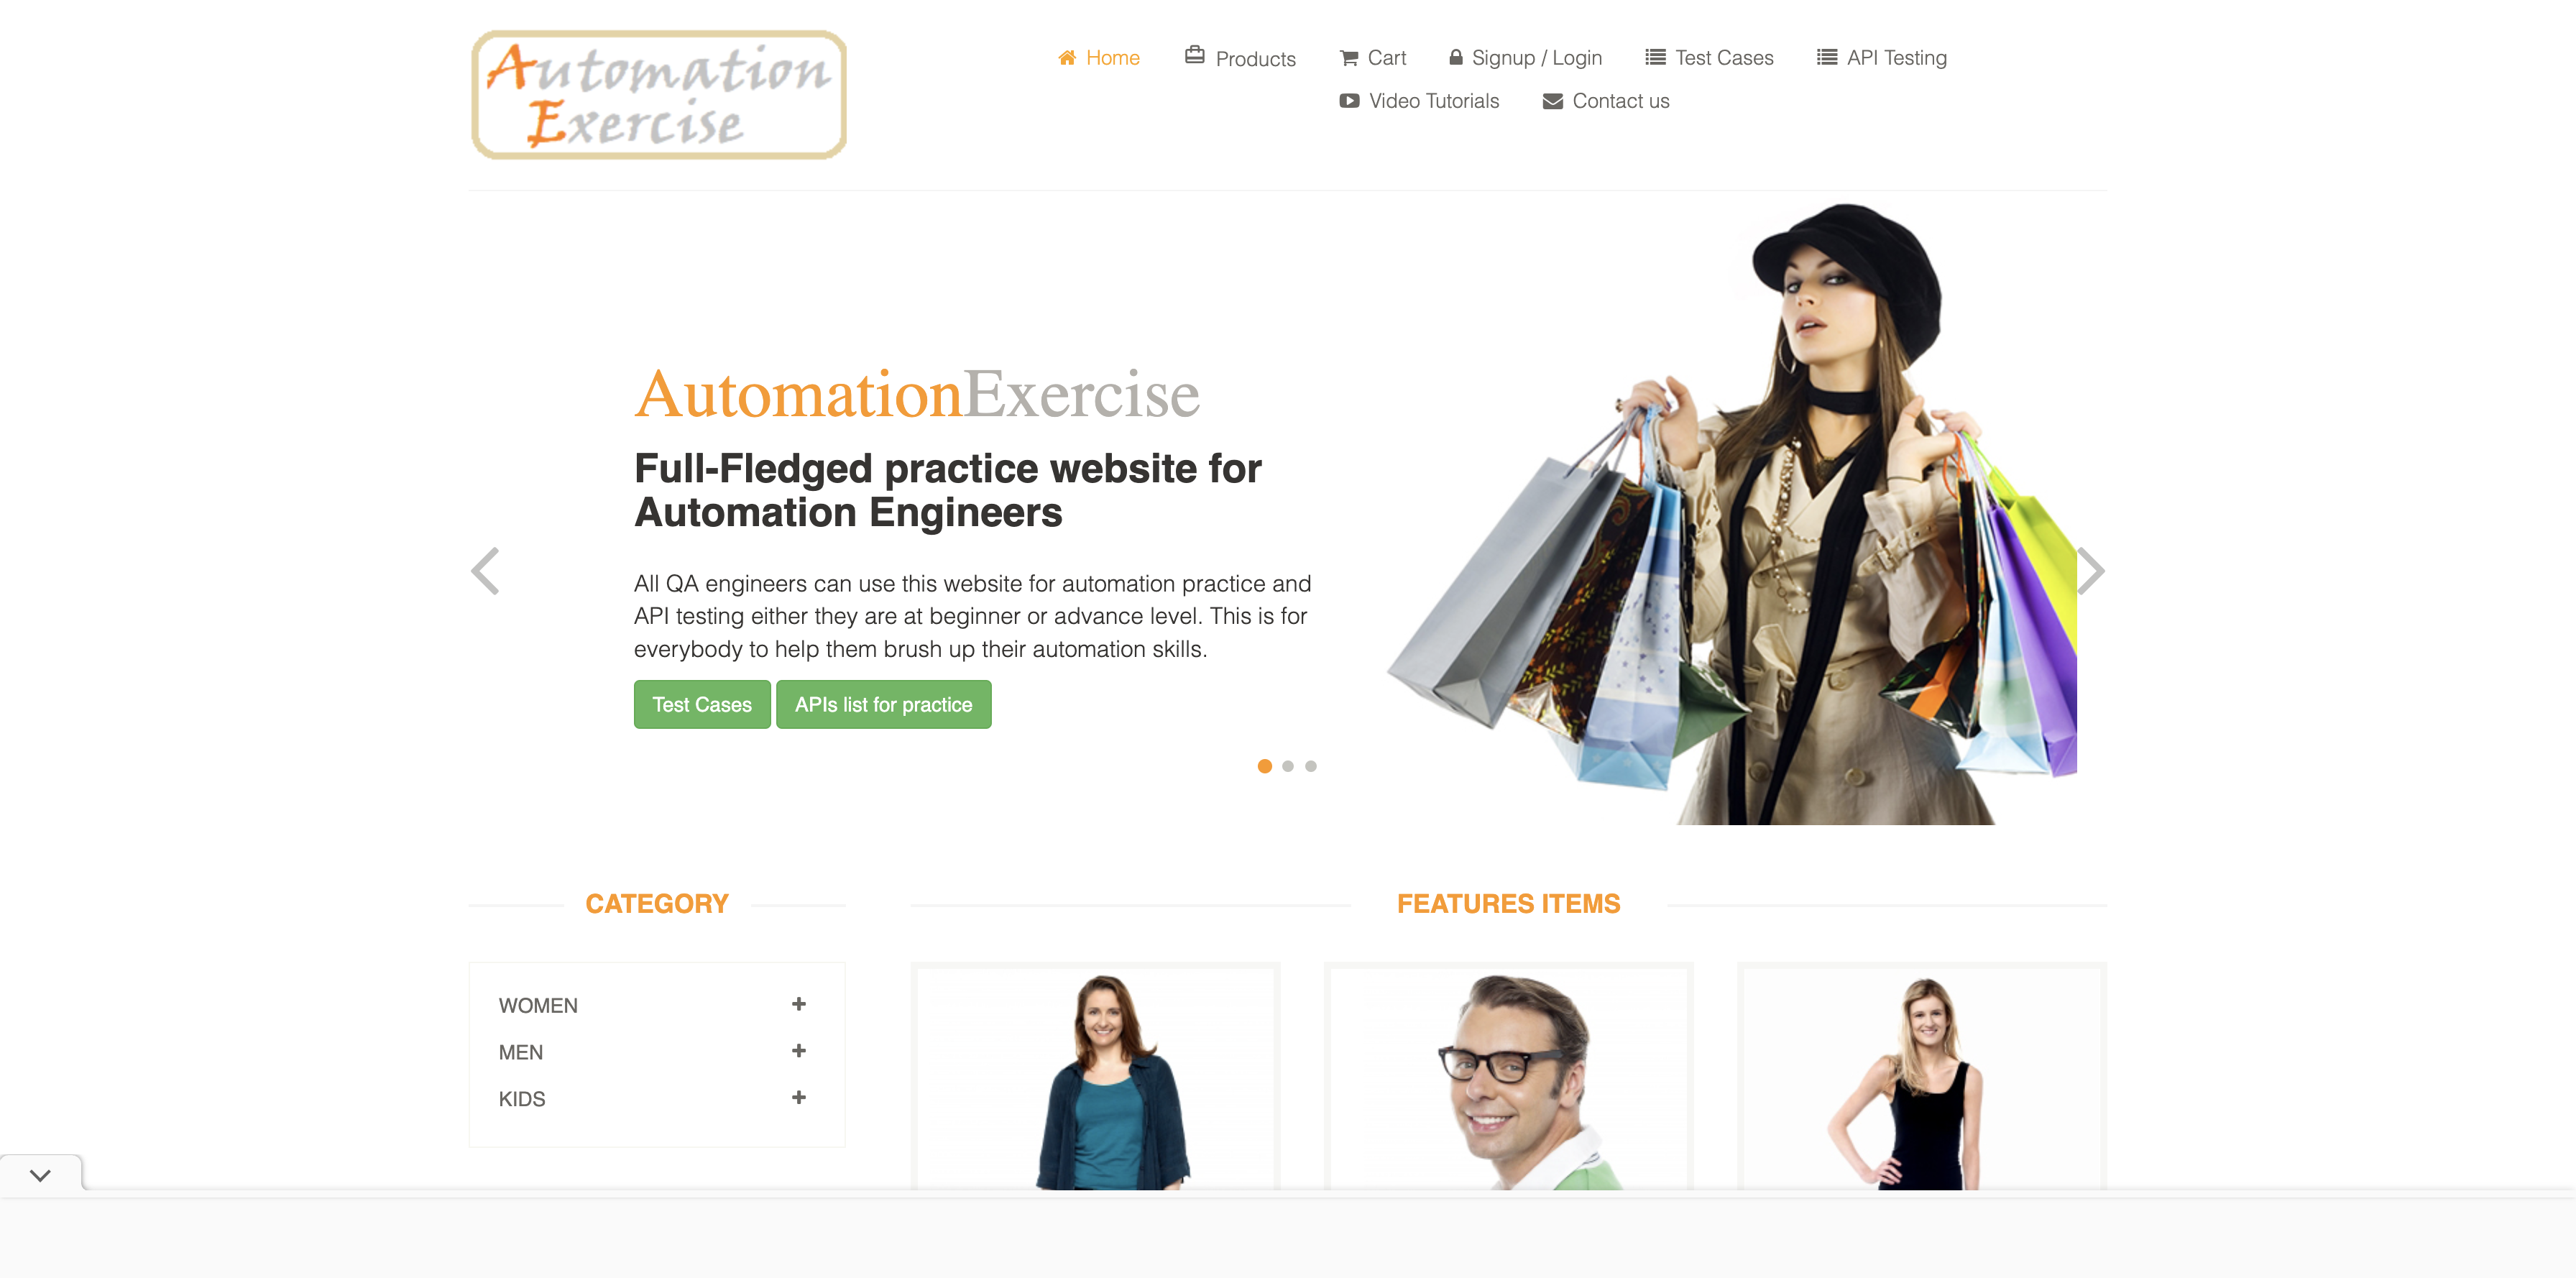 Automation
Exercise
Home
Products
Cart
Signup / Login
Test Cases
API Testing
Video Tutorials
Contact us
AutomationExercise
Full-Fledged practice website for
Automation Engineers
All QA engineers can use this website for automation practice and
API testing either they are at beginner or advance level. This is for
everybody to help them brush up their automation skills.
Test Cases
APIs list for practice
CATEGORY
WOMEN
MEN
KIDS
FEATURES ITEMS